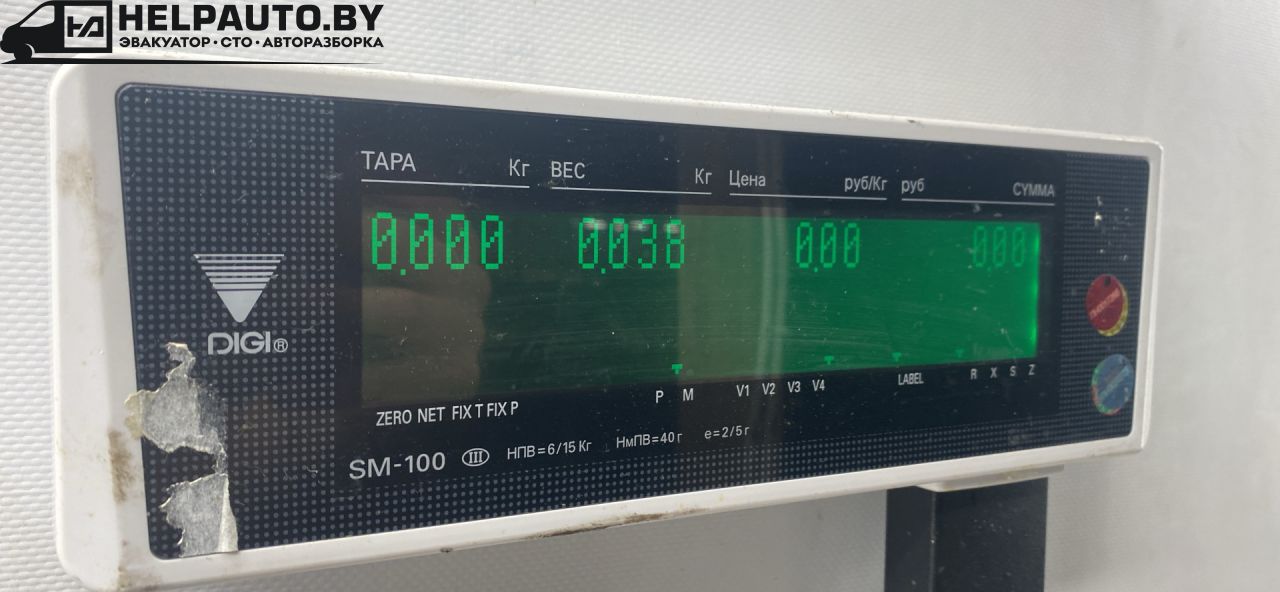 HELPAUTO.BY
ЭВАКУАТОР · СТО · АВТОРАЗБОРКА
ТАРА Кг ВЕС Кг Цена руб/Кг руб СУММА
0.000 0.038 0.00 0.00
DIGI®
P M V1 V2 V3 V4 LABEL R X S Z
ZERO NET FIX T FIX P
SM-100 III НПВ=6/15 Кг НмПВ=40 г e=2/5 г